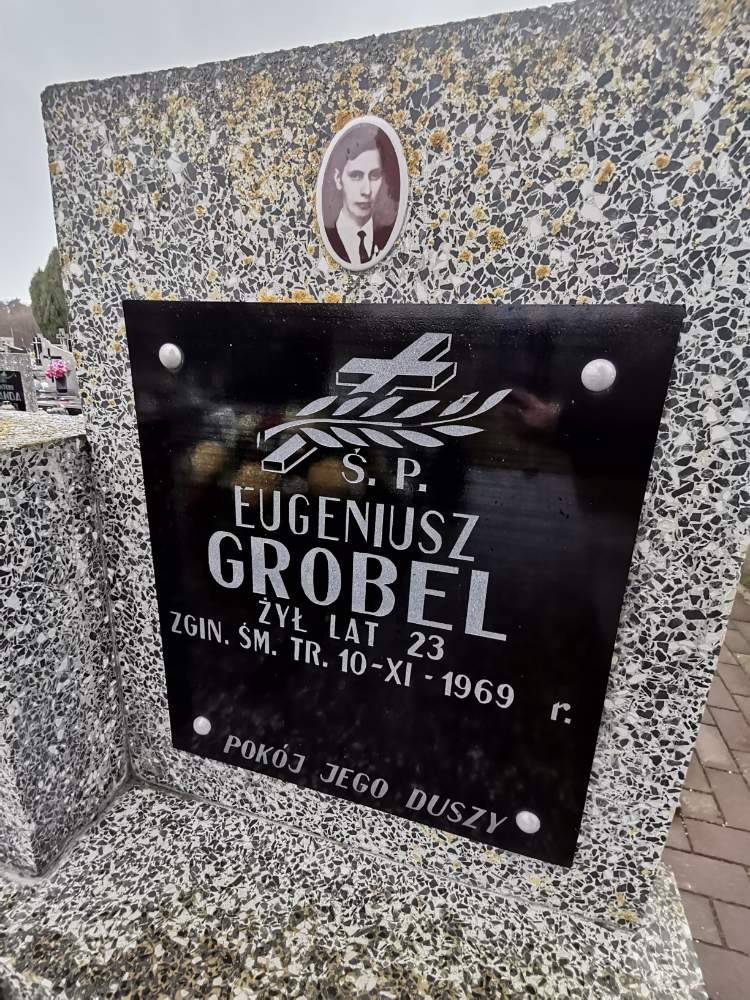 Ś. P.
EUGENIUSZ
GROBEL
ŻYŁ LAT 23
ZGIN. ŚM. TR. 10-XI-1969 r.
POKÓJ JEGO DUSZY